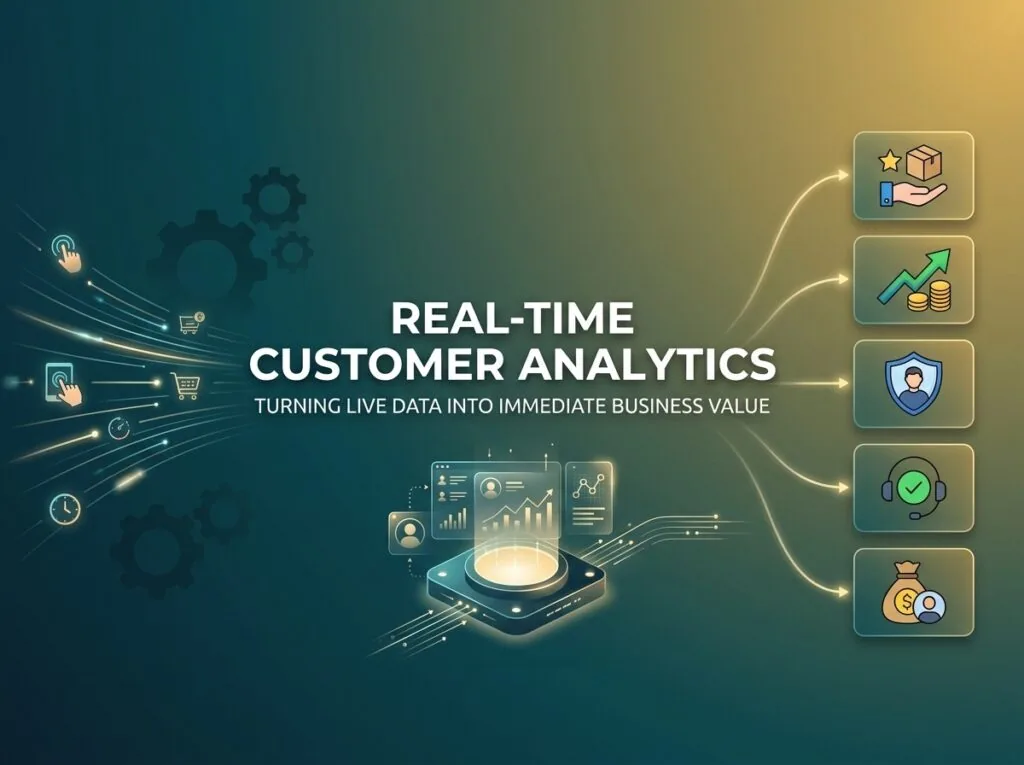 REAL-TIME
CUSTOMER ANALYTICS
TURNING LIVE DATA INTO IMMEDIATE BUSINESS VALUE
$